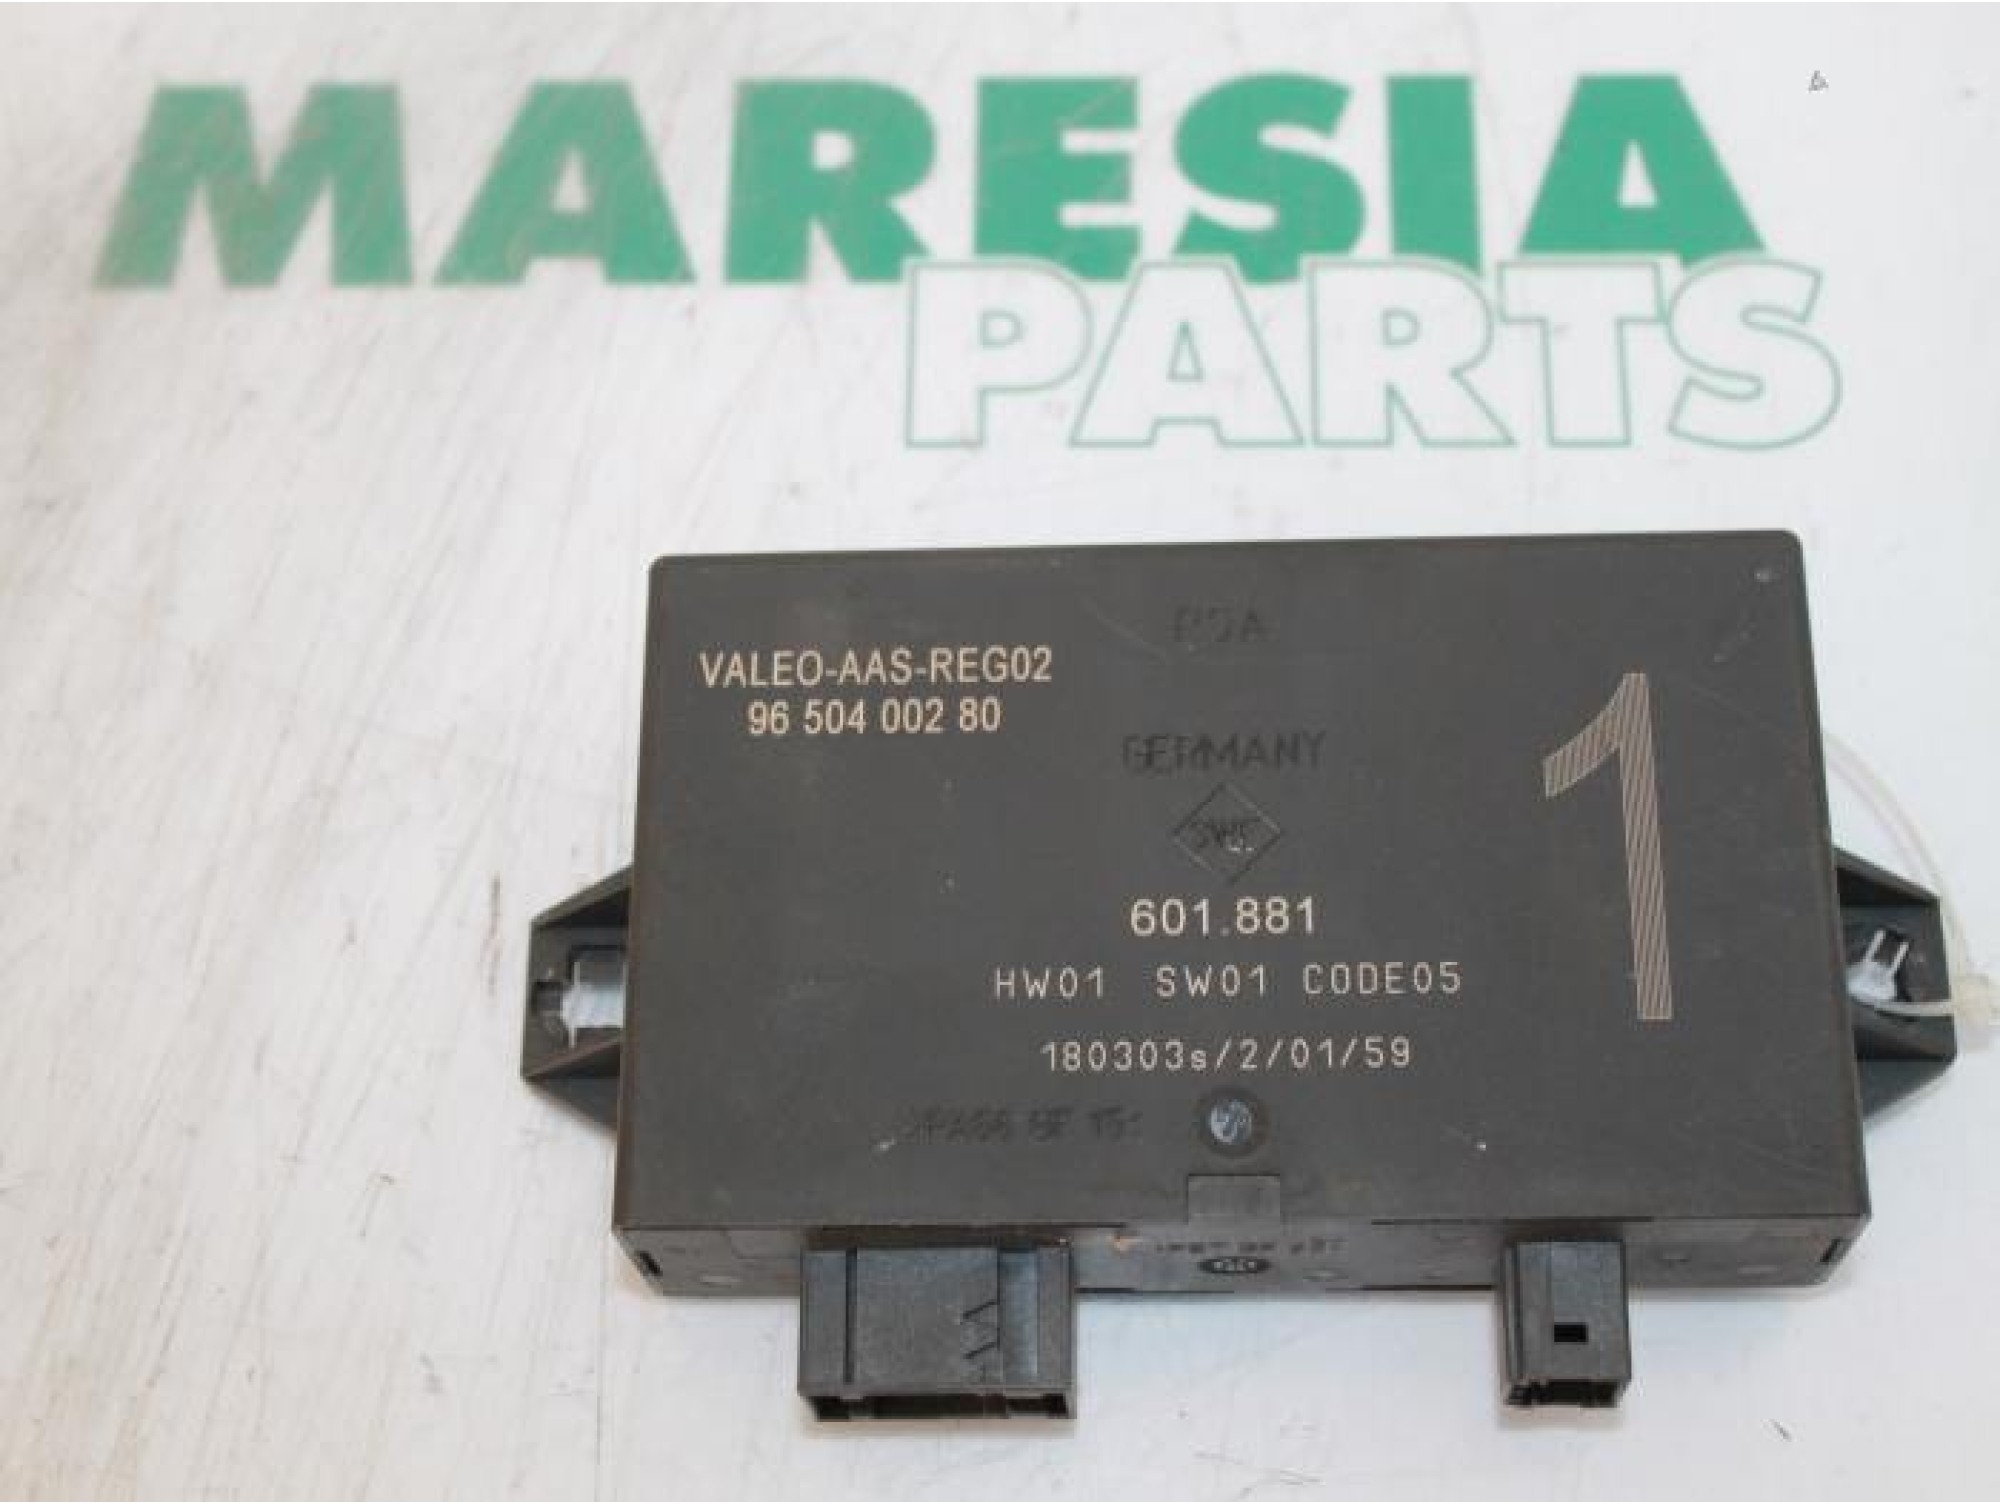 MARESIA
PARTS
PSA
VALEO-AAS-REG02
96 504 002 80
GERMANY
601.881
HW01 SW01 CODE05
180303s/2/01/59
1